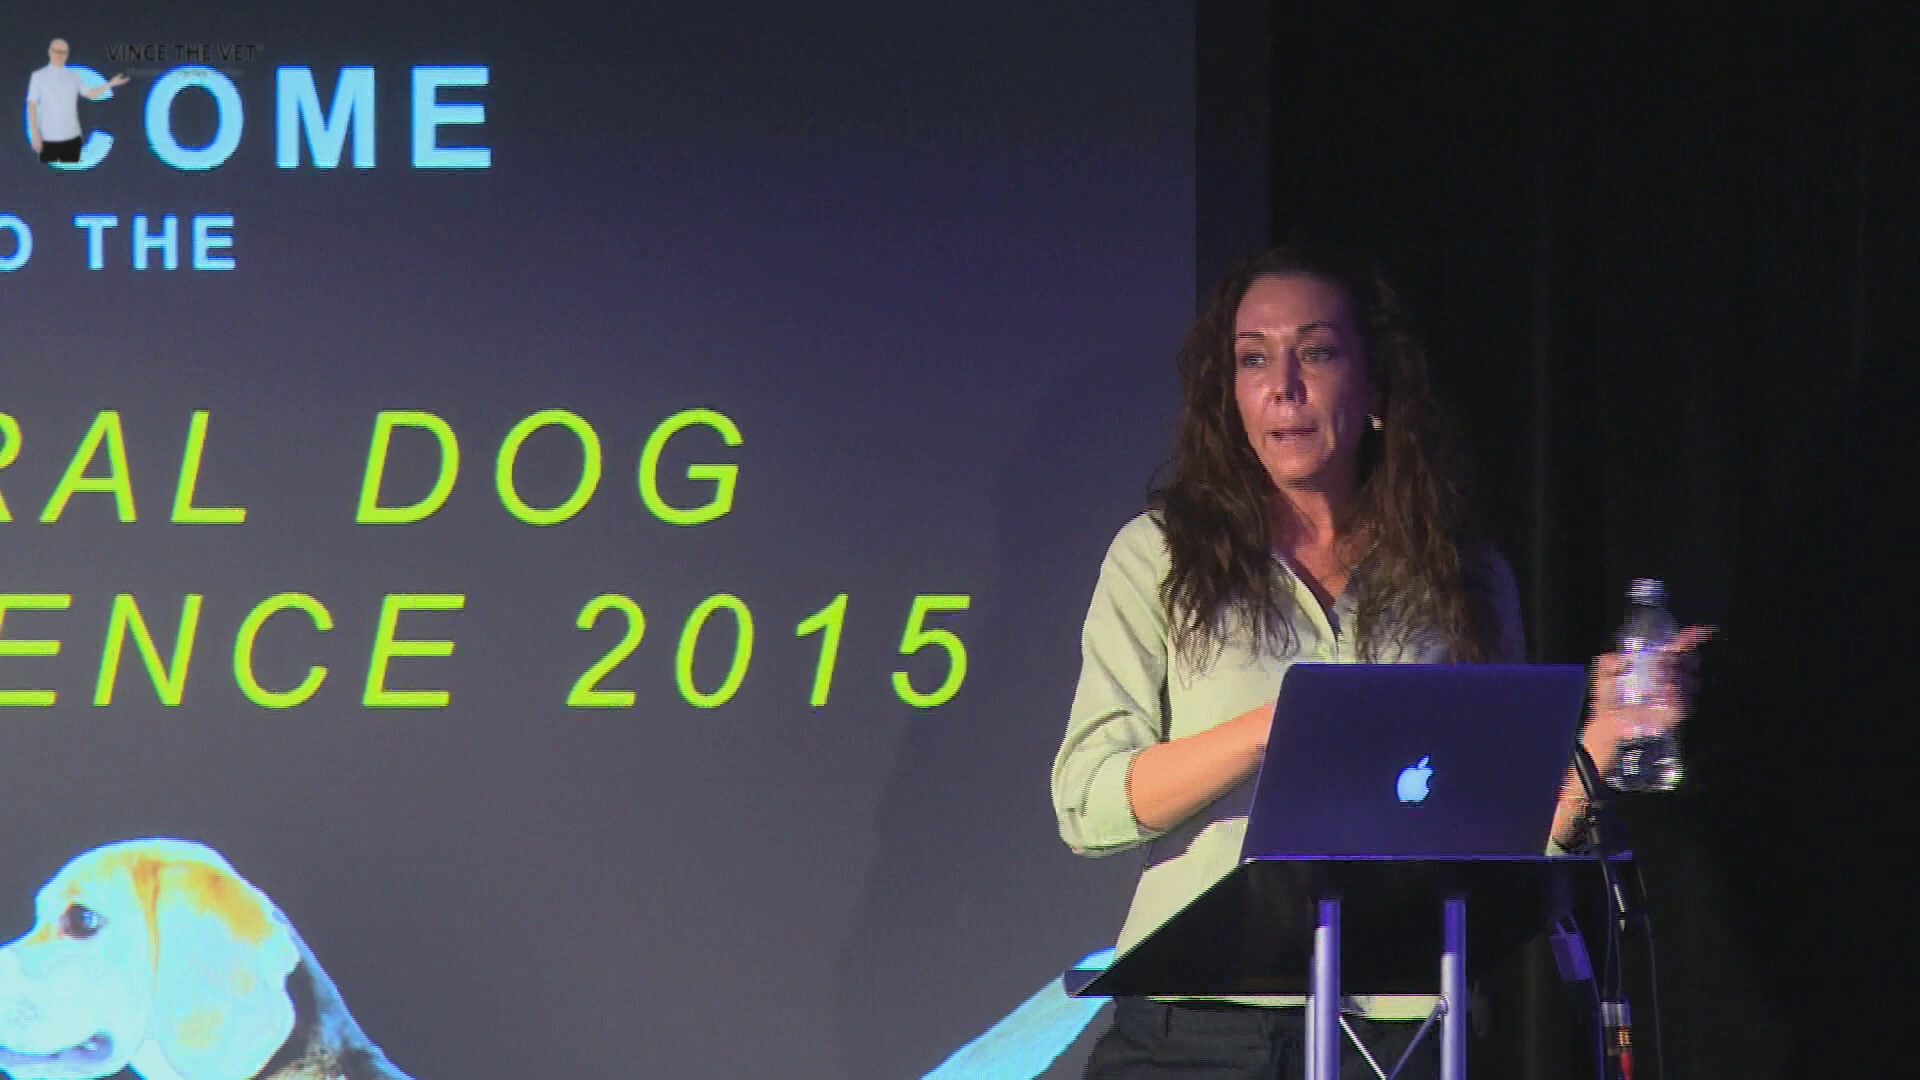 VINCE THE VET
COME
O THE
RAL DOG
ENCE 2015